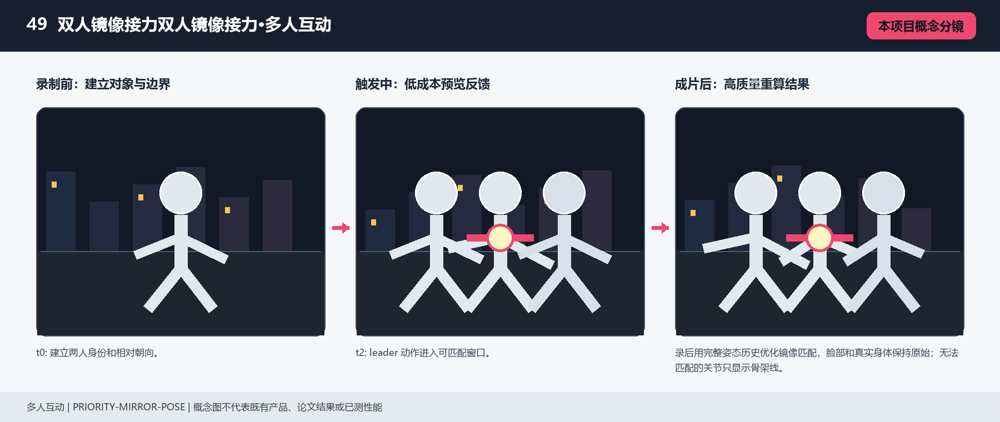 49 双人镜像接力双人镜像接力·多人互动
本项目概念分镜
录制前：建立对象与边界
触发中：低成本预览反馈
成片后：高质量重算结果
t0: 建立两人身份和相对朝向。
t2: leader 动作进入可匹配窗口。
录后用完整姿态历史优化镜像匹配，脸部和真实身体保持原始；无法
匹配的关节只显示骨架线。
多人互动 | PRIORITY-MIRROR-POSE | 概念图不代表既有产品、论文结果或已测性能